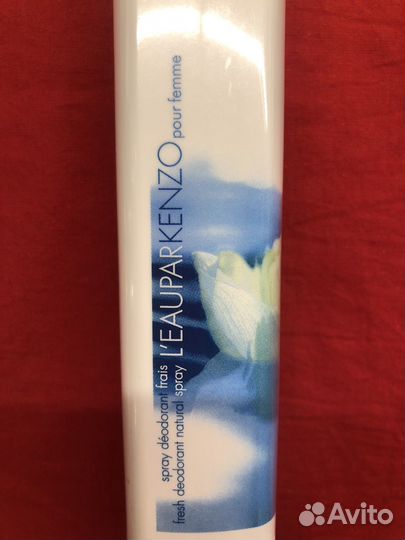 L'EAUPARKENZO pour femme
spray déodorant frais
fresh deodorant natural spray
Avito